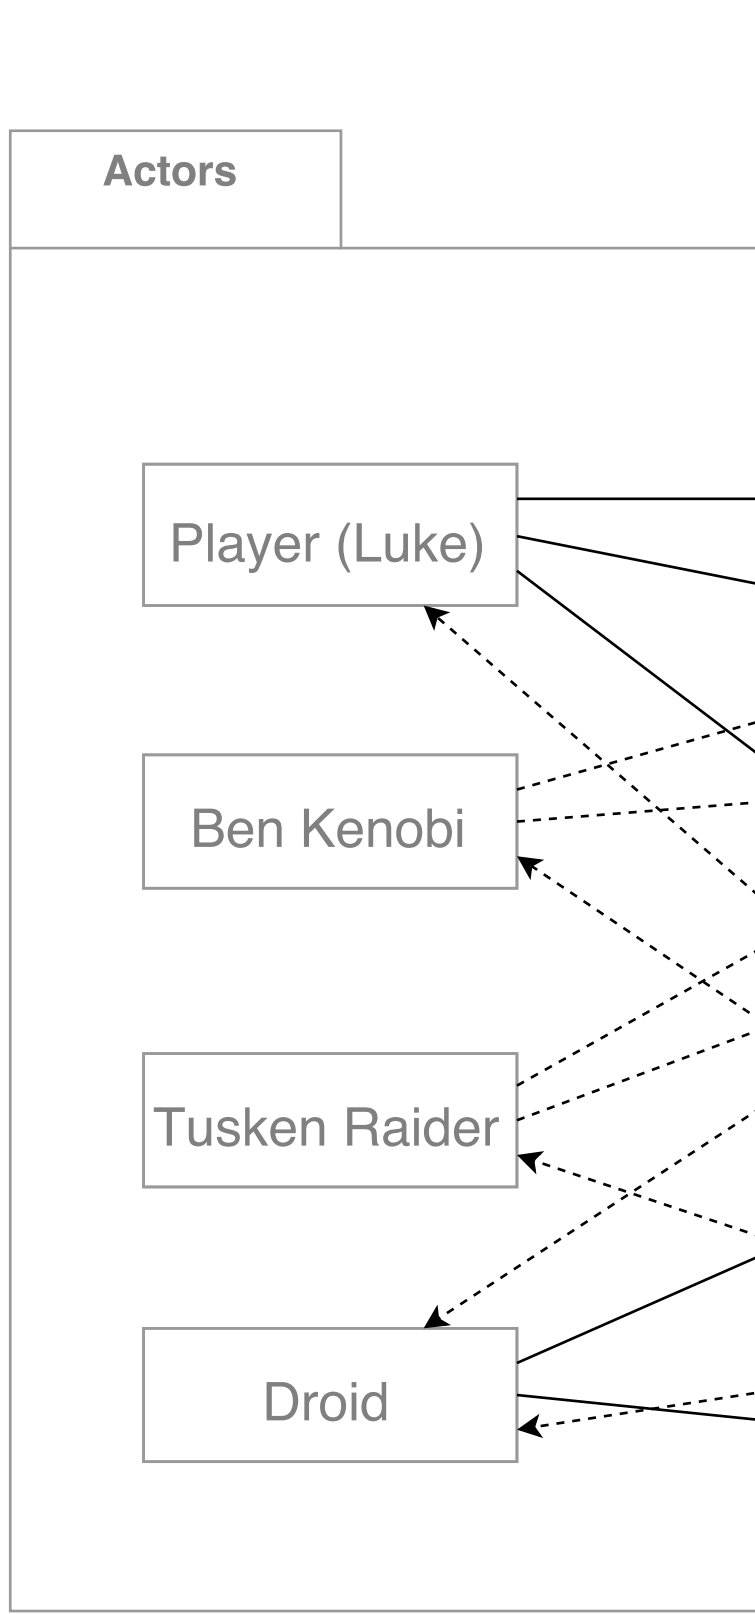 Actors
Player (Luke)
Ben Kenobi
Tusken Raider
Droid